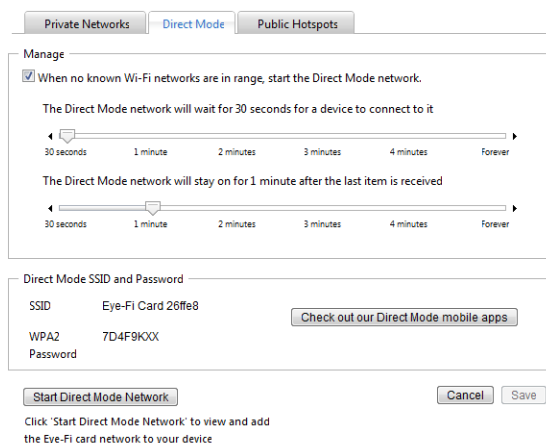 Private Networks Direct Mode Public Hotspots
Manage
When no known Wi-Fi networks are in range, start the Direct Mode network.
The Direct Mode network will wait for 30 seconds for a device to connect to it
30 seconds 1 minute 2 minutes 3 minutes 4 minutes Forever
The Direct Mode network will stay on for 1 minute after the last item is received
30 seconds 1 minute 2 minutes 3 minutes 4 minutes Forever
Direct Mode SSID and Password
SSID Eye-Fi Card 26ffe8
Check out our Direct Mode mobile apps
WPA2 7D4F9KXX
Password
Start Direct Mode Network Cancel Save
Click 'Start Direct Mode Network' to view and add
the Eye-Fi card network to your device